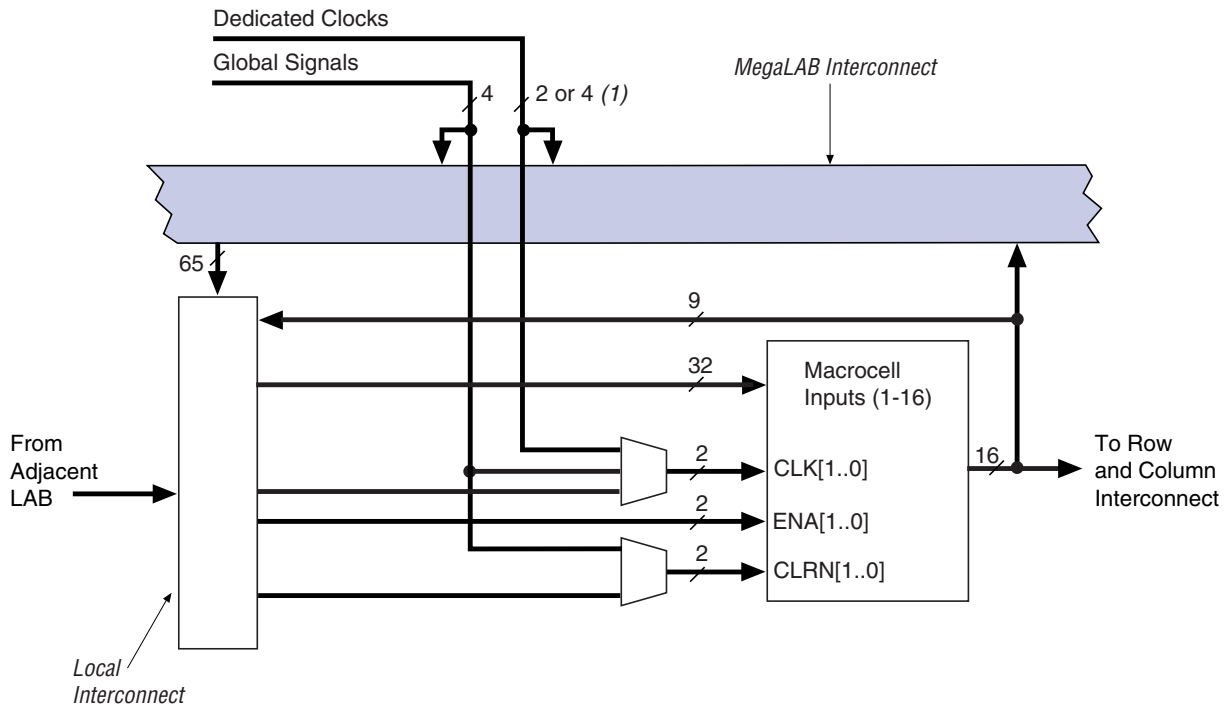 Dedicated Clocks
Global Signals
MegaLAB Interconnect
4
2 or 4 (1)
65
9
32
Macrocell
Inputs (1-16)
From
Adjacent
LAB
2
CLK[1..0]
16
To Row
and Column
Interconnect
2
ENA[1..0]
2
CLRN[1..0]
Local
Interconnect